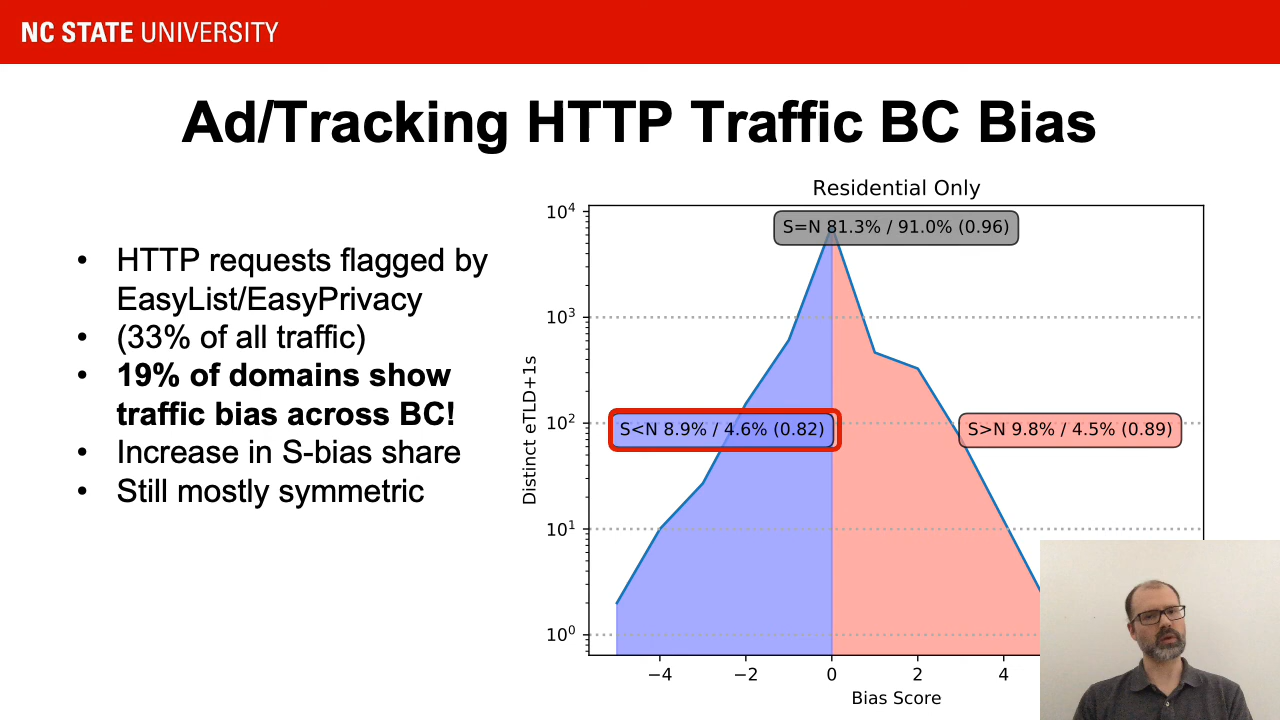 NC STATE UNIVERSITY
Ad/Tracking HTTP Traffic BC Bias
• HTTP requests flagged by
EasyList/EasyPrivacy
• (33% of all traffic)
• 19% of domains show
traffic bias across BC!
• Increase in S-bias share
• Still mostly symmetric
Residential Only
S=N 81.3% / 91.0% (0.96)
S<N 8.9% / 4.6% (0.82)
S>N 9.8% / 4.5% (0.89)
Distinct eTLD+1s
10⁴
10³
10²
10¹
10⁰
−4 −2 0 2 4
Bias Score